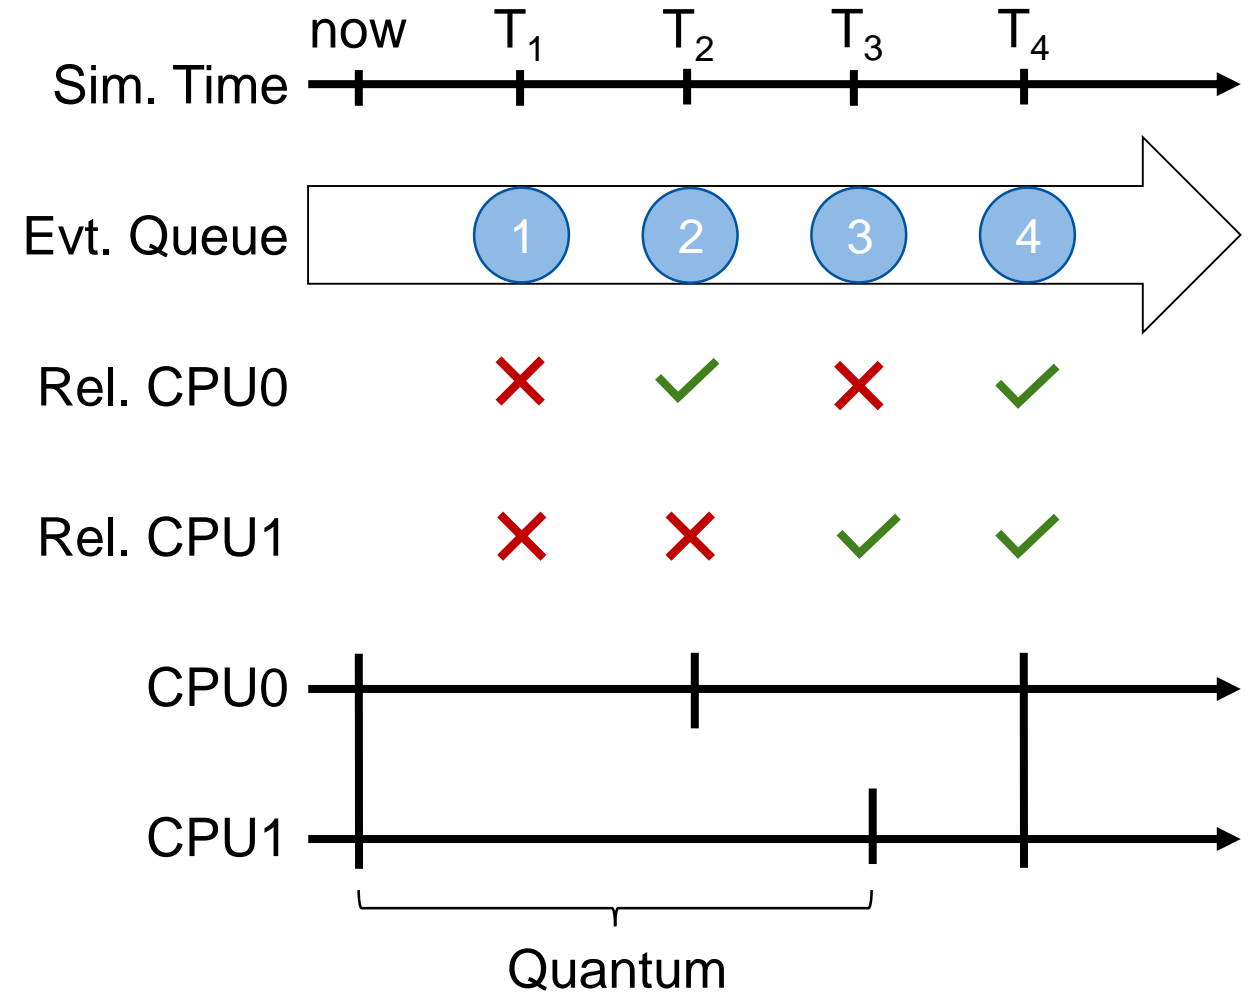 now T₁ T₂ T₃ T₄
Sim. Time
Evt. Queue 1 2 3 4
Rel. CPU0
Rel. CPU1
CPU0
CPU1
Quantum